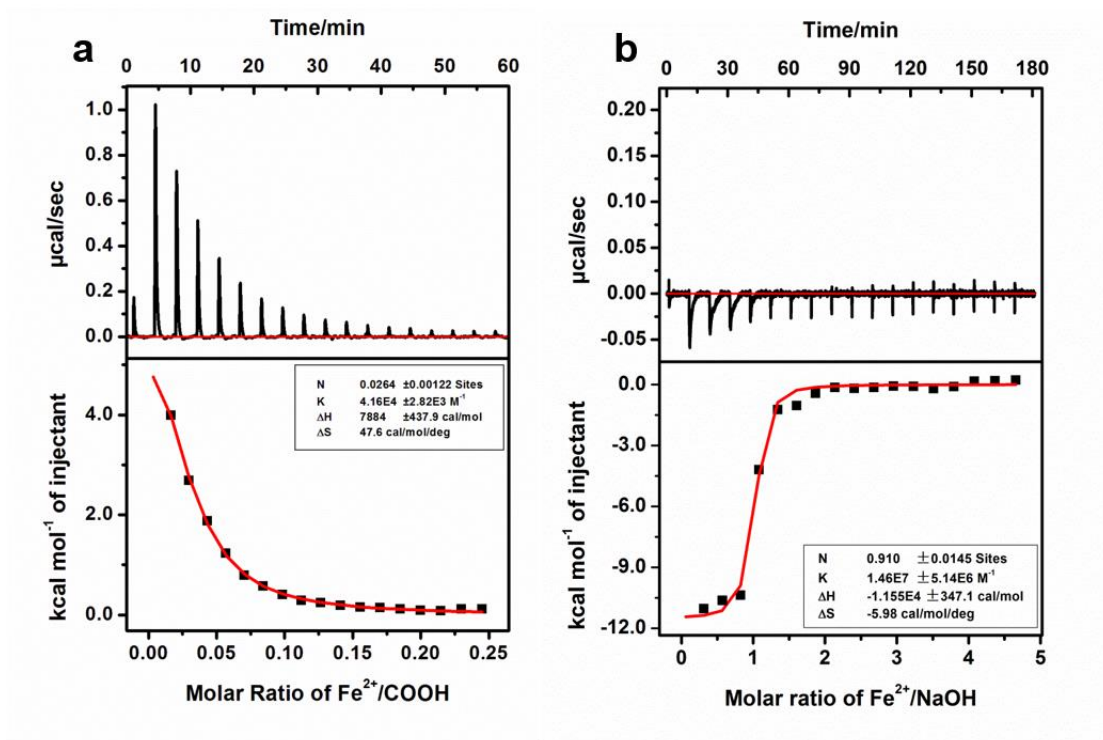 a
Time/min
0 10 20 30 40 50 60
1.0
0.8
0.6
0.4
0.2
0.0
µcal/sec
4.0
2.0
0.0
kcal mol⁻¹ of injectant
N 0.0264 ±0.00122 Sites
K 4.16E4 ±2.82E3 M⁻¹
ΔH 7884 ±437.9 cal/mol
ΔS 47.6 cal/mol/deg
0.00 0.05 0.10 0.15 0.20 0.25
Molar Ratio of Fe²⁺/COOH
b
Time/min
0 30 60 90 120 150 180
0.20
0.15
0.10
0.05
0.00
-0.05
µcal/sec
0.0
-3.0
-6.0
-9.0
-12.0
kcal mol⁻¹ of injectant
N 0.910 ±0.0145 Sites
K 1.46E7 ±5.14E6 M⁻¹
ΔH -1.155E4 ±347.1 cal/mol
ΔS -5.98 cal/mol/deg
0 1 2 3 4 5
Molar ratio of Fe²⁺/NaOH